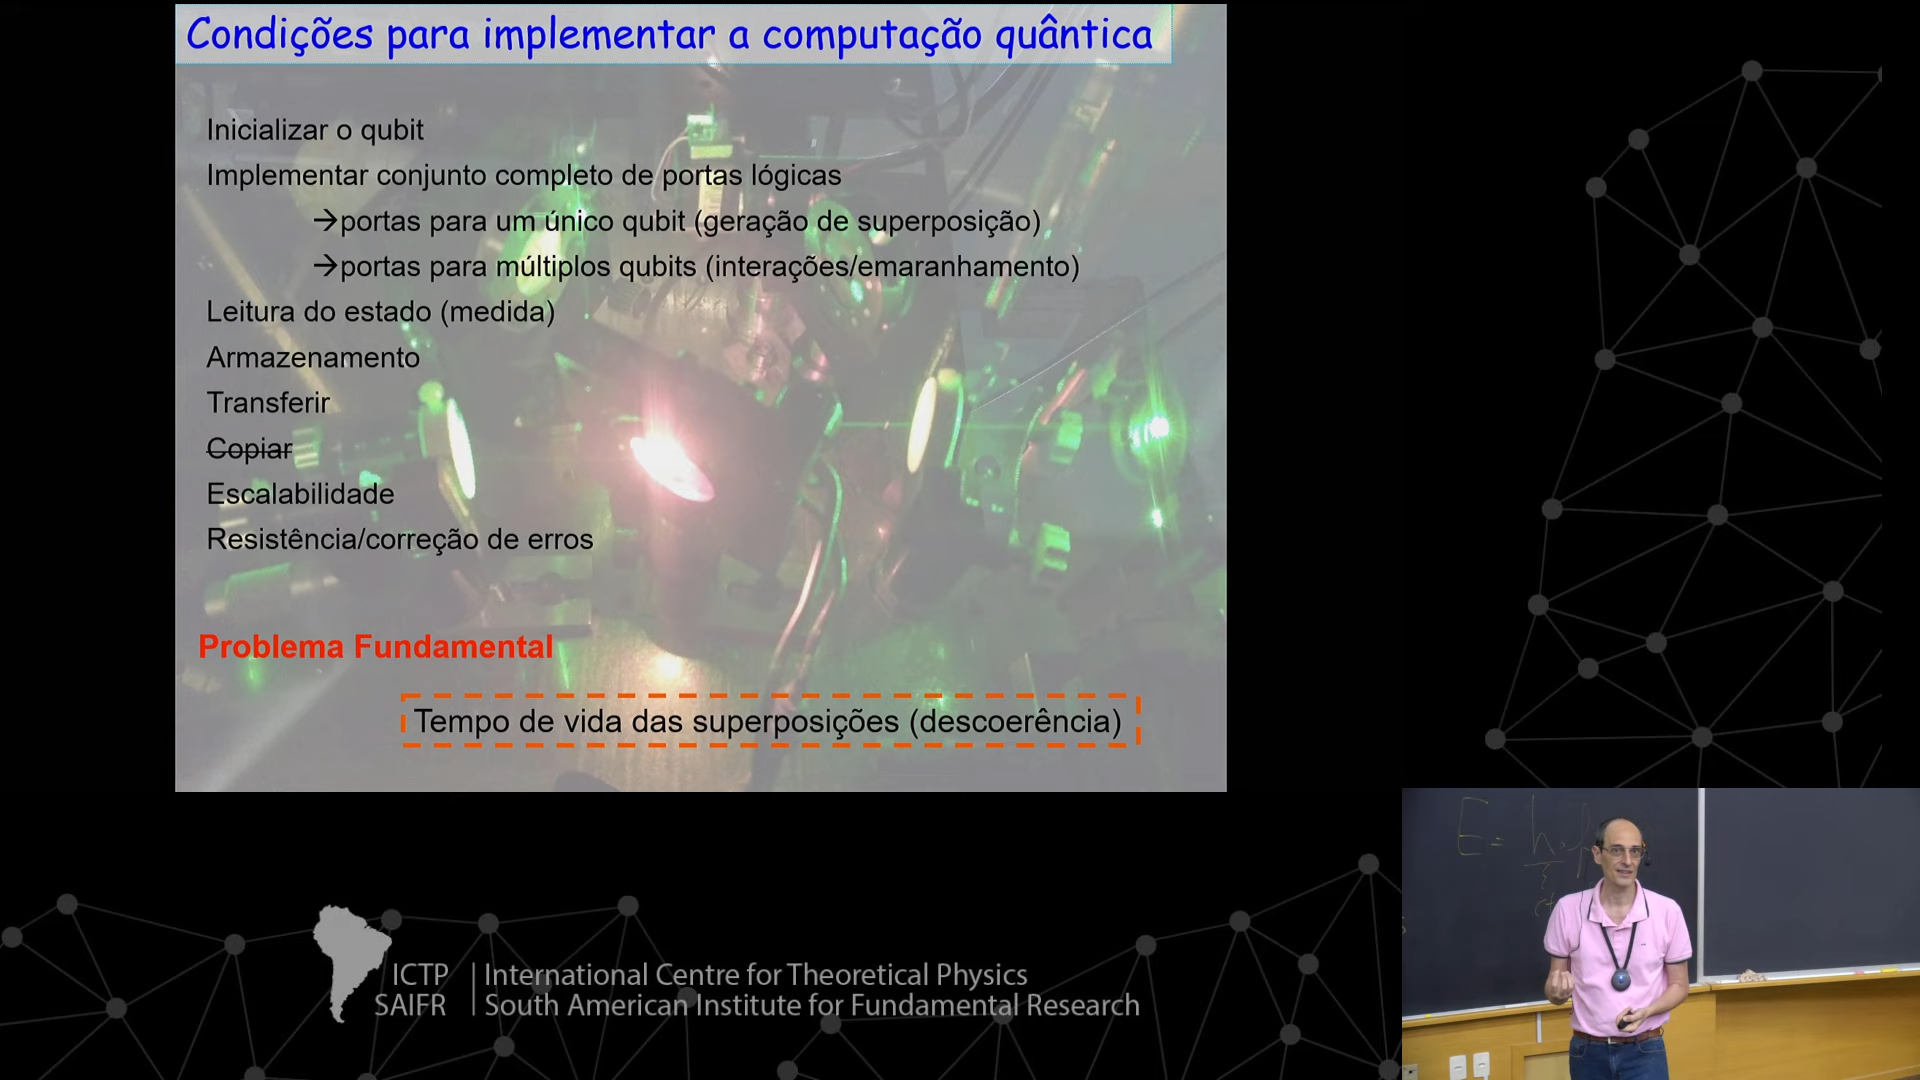 Condições para implementar a computação quântica
Inicializar o qubit
Implementar conjunto completo de portas lógicas
→portas para um único qubit (geração de superposição)
→portas para múltiplos qubits (interações/emaranhamento)
Leitura do estado (medida)
Armazenamento
Transferir
Copiar
Escalabilidade
Resistência/correção de erros
Problema Fundamental
Tempo de vida das superposições (descoerência)
E = h
ICTP | International Centre for Theoretical Physics
SAIFR | South American Institute for Fundamental Research